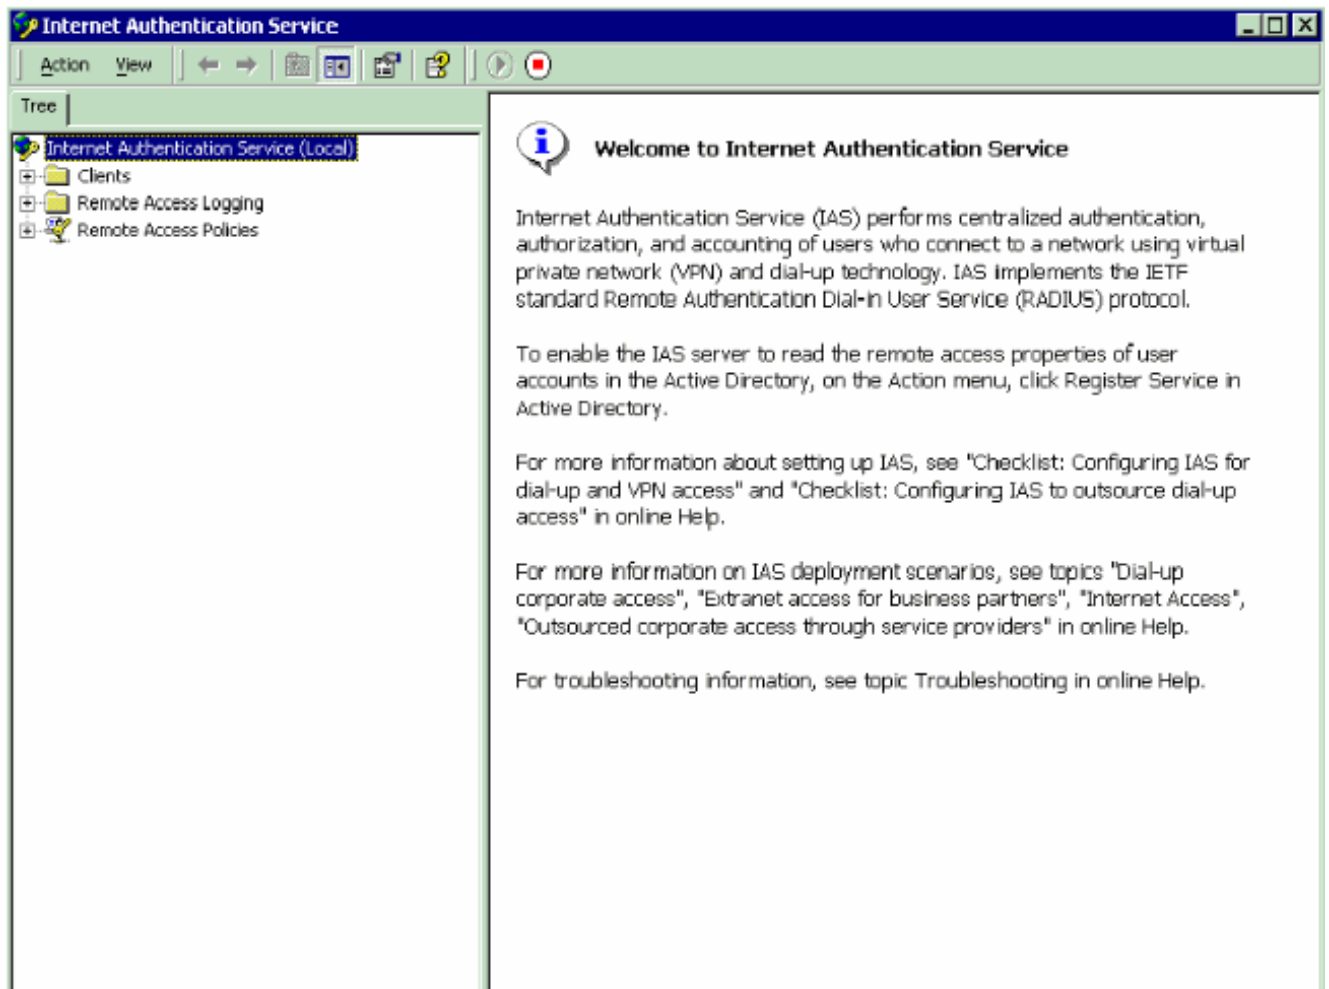 Internet Authentication Service
Action View
Tree
Internet Authentication Service (Local)
Clients
Remote Access Logging
Remote Access Policies
Welcome to Internet Authentication Service
Internet Authentication Service (IAS) performs centralized authentication,
authorization, and accounting of users who connect to a network using virtual
private network (VPN) and dial-up technology. IAS implements the IETF
standard Remote Authentication Dial-in User Service (RADIUS) protocol.
To enable the IAS server to read the remote access properties of user
accounts in the Active Directory, on the Action menu, click Register Service in
Active Directory.
For more information about setting up IAS, see "Checklist: Configuring IAS for
dial-up and VPN access" and "Checklist: Configuring IAS to outsource dial-up
access" in online Help.
For more information on IAS deployment scenarios, see topics "Dial-up
corporate access", "Extranet access for business partners", "Internet Access",
"Outsourced corporate access through service providers" in online Help.
For troubleshooting information, see topic Troubleshooting in online Help.